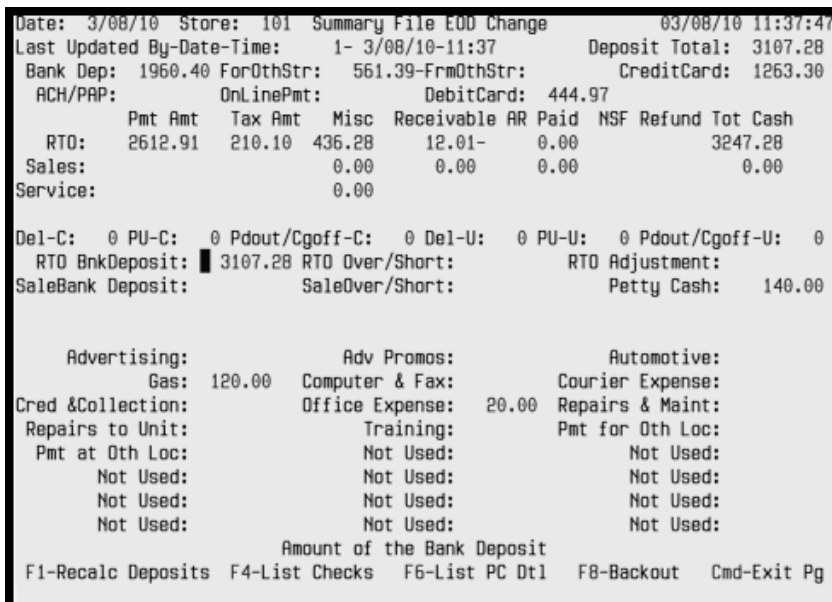 Date: 3/08/10 Store: 101 Summary File EOD Change 03/08/10 11:37:47
Last Updated By-Date-Time: 1- 3/08/10-11:37 Deposit Total: 3107.28
Bank Dep: 1960.40 ForOthStr: 561.39-FrmOthStr: CreditCard: 1263.30
ACH/PAP: OnLinePmt: DebitCard: 444.97
Pmt Amt Tax Amt Misc Receivable AR Paid NSF Refund Tot Cash
RTO: 2612.91 210.10 436.28 12.01- 0.00 3247.28
Sales: 0.00 0.00 0.00 0.00
Service: 0.00
Del-C: 0 PU-C: 0 Pdout/Cgoff-C: 0 Del-U: 0 PU-U: 0 Pdout/Cgoff-U: 0
RTO BnkDeposit: 3107.28 RTO Over/Short: RTO Adjustment:
SaleBank Deposit: SaleOver/Short: Petty Cash: 140.00
Advertising: Adv Promos: Automotive:
Gas: 120.00 Computer & Fax: Courier Expense:
Cred &Collection: Office Expense: 20.00 Repairs & Maint:
Repairs to Unit: Training: Pmt for Oth Loc:
Pmt at Oth Loc: Not Used: Not Used:
Not Used: Not Used: Not Used:
Not Used: Not Used: Not Used:
Not Used: Not Used: Not Used:
Amount of the Bank Deposit
F1-Recalc Deposits F4-List Checks F6-List PC Dtl F8-Backout Cmd-Exit Pg